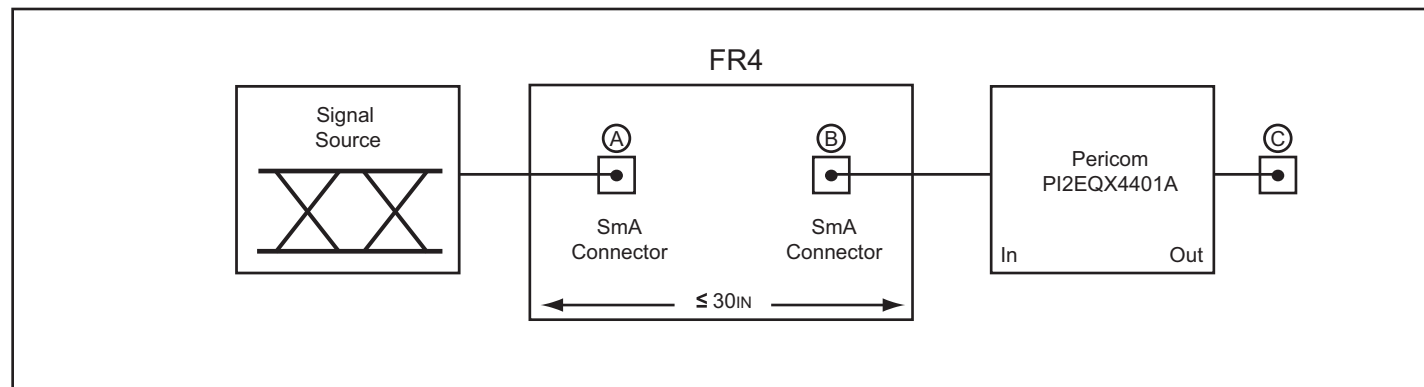 FR4
Signal
Source
A
SmA
Connector
B
SmA
Connector
≤ 30IN
Pericom
PI2EQX4401A
In
Out
C